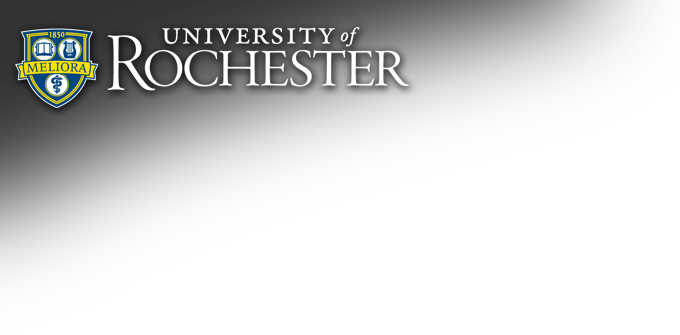 1850
MELIORA
UNIVERSITY of
ROCHESTER